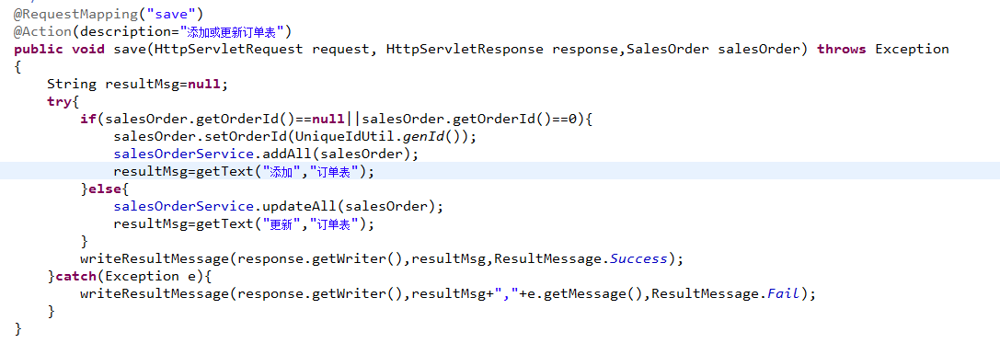 @RequestMapping("save")
@Action(description="添加或更新订单表")
public void save(HttpServletRequest request, HttpServletResponse response,SalesOrder salesOrder) throws Exception
{
    String resultMsg=null;
    try{
        if(salesOrder.getOrderId()==null||salesOrder.getOrderId()==0){
            salesOrder.setOrderId(UniqueIdUtil.genId());
            salesOrderService.addAll(salesOrder);
            resultMsg=getText("添加","订单表");
        }else{
            salesOrderService.updateAll(salesOrder);
            resultMsg=getText("更新","订单表");
        }
        writeResultMessage(response.getWriter(),resultMsg,ResultMessage.Success);
    }catch(Exception e){
        writeResultMessage(response.getWriter(),resultMsg+","+e.getMessage(),ResultMessage.Fail);
    }
}